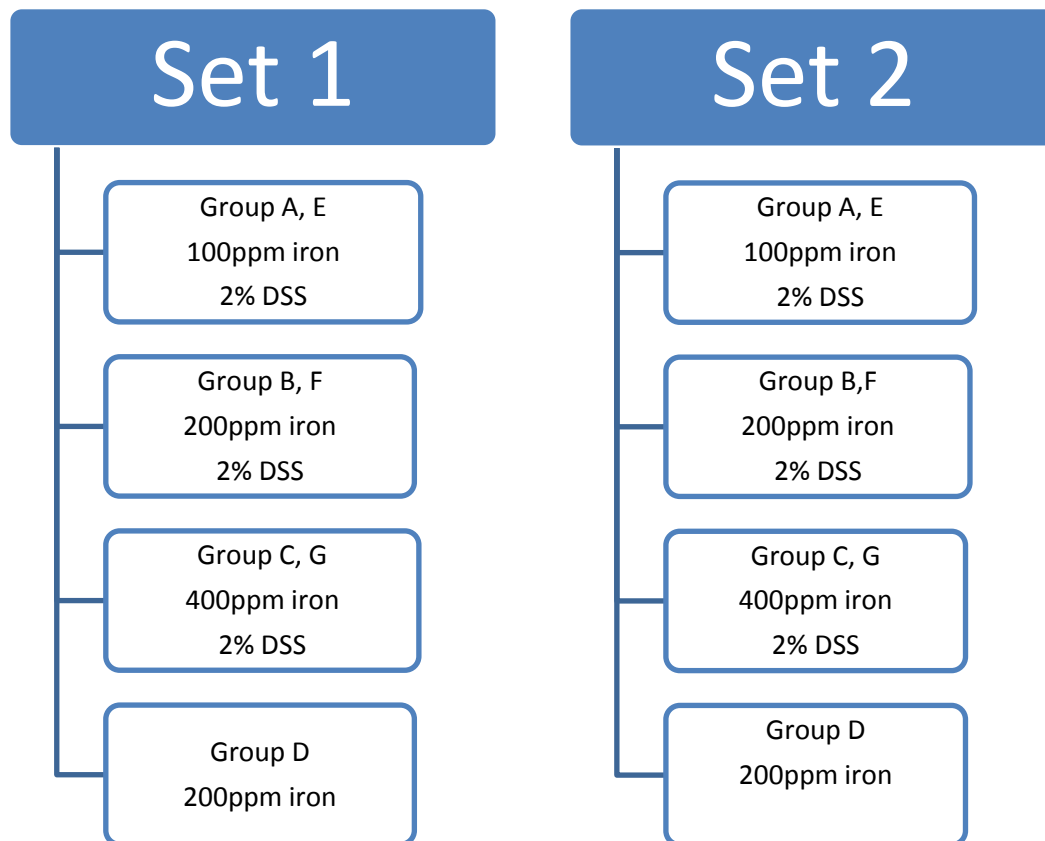 Set 1
Group A, E
100ppm iron
2% DSS
Group B, F
200ppm iron
2% DSS
Group C, G
400ppm iron
2% DSS
Group D
200ppm iron
Set 2
Group A, E
100ppm iron
2% DSS
Group B,F
200ppm iron
2% DSS
Group C, G
400ppm iron
2% DSS
Group D
200ppm iron